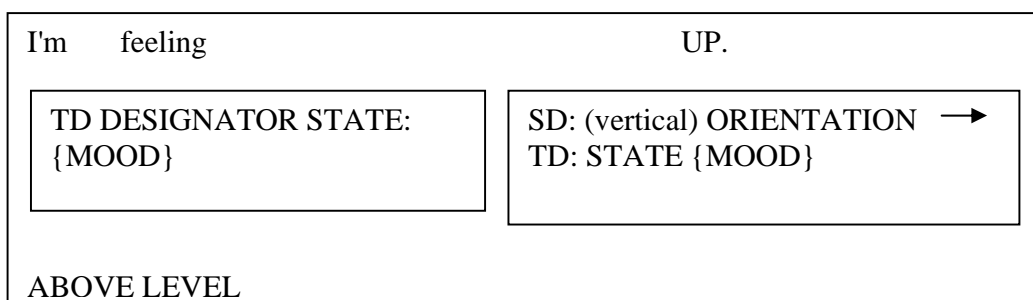 I'm feeling UP.
TD DESIGNATOR STATE:
{MOOD}
SD: (vertical) ORIENTATION →
TD: STATE {MOOD}
ABOVE LEVEL